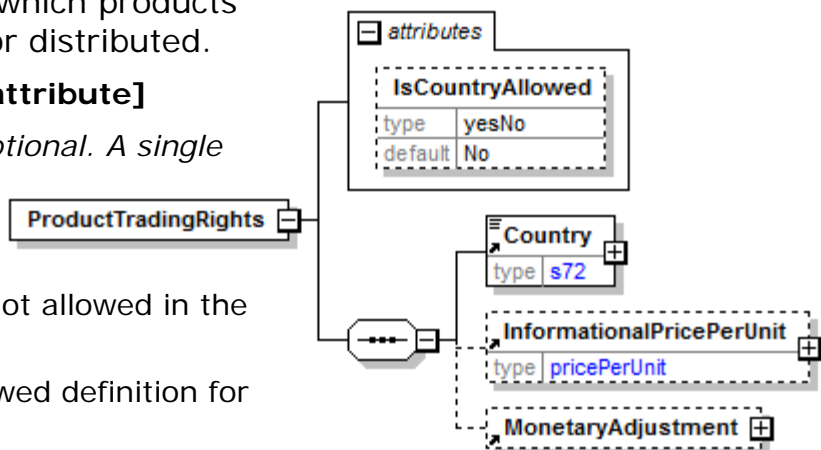 which products
or distributed.
attribute]
otional. A single
ot allowed in the
wed definition for
attributes
IsCountryAllowed
type yesNo
default No
ProductTradingRights
Country
type s72
InformationalPricePerUnit
type pricePerUnit
MonetaryAdjustment